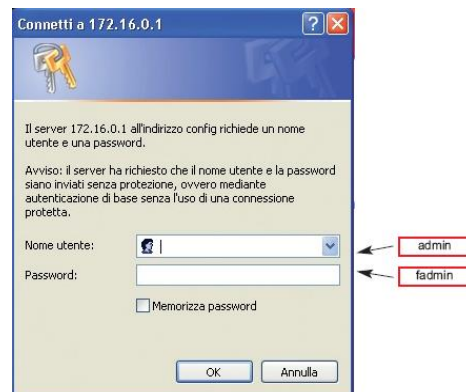 Connetti a 172.16.0.1
Il server 172.16.0.1 all'indirizzo config richiede un nome
utente e una password.
Avviso: il server ha richiesto che il nome utente e la password
siano inviati senza protezione, ovvero mediante
autenticazione di base senza l'uso di una connessione
protetta.
Nome utente:
admin
Password:
fadmin
Memorizza password
OK
Annulla